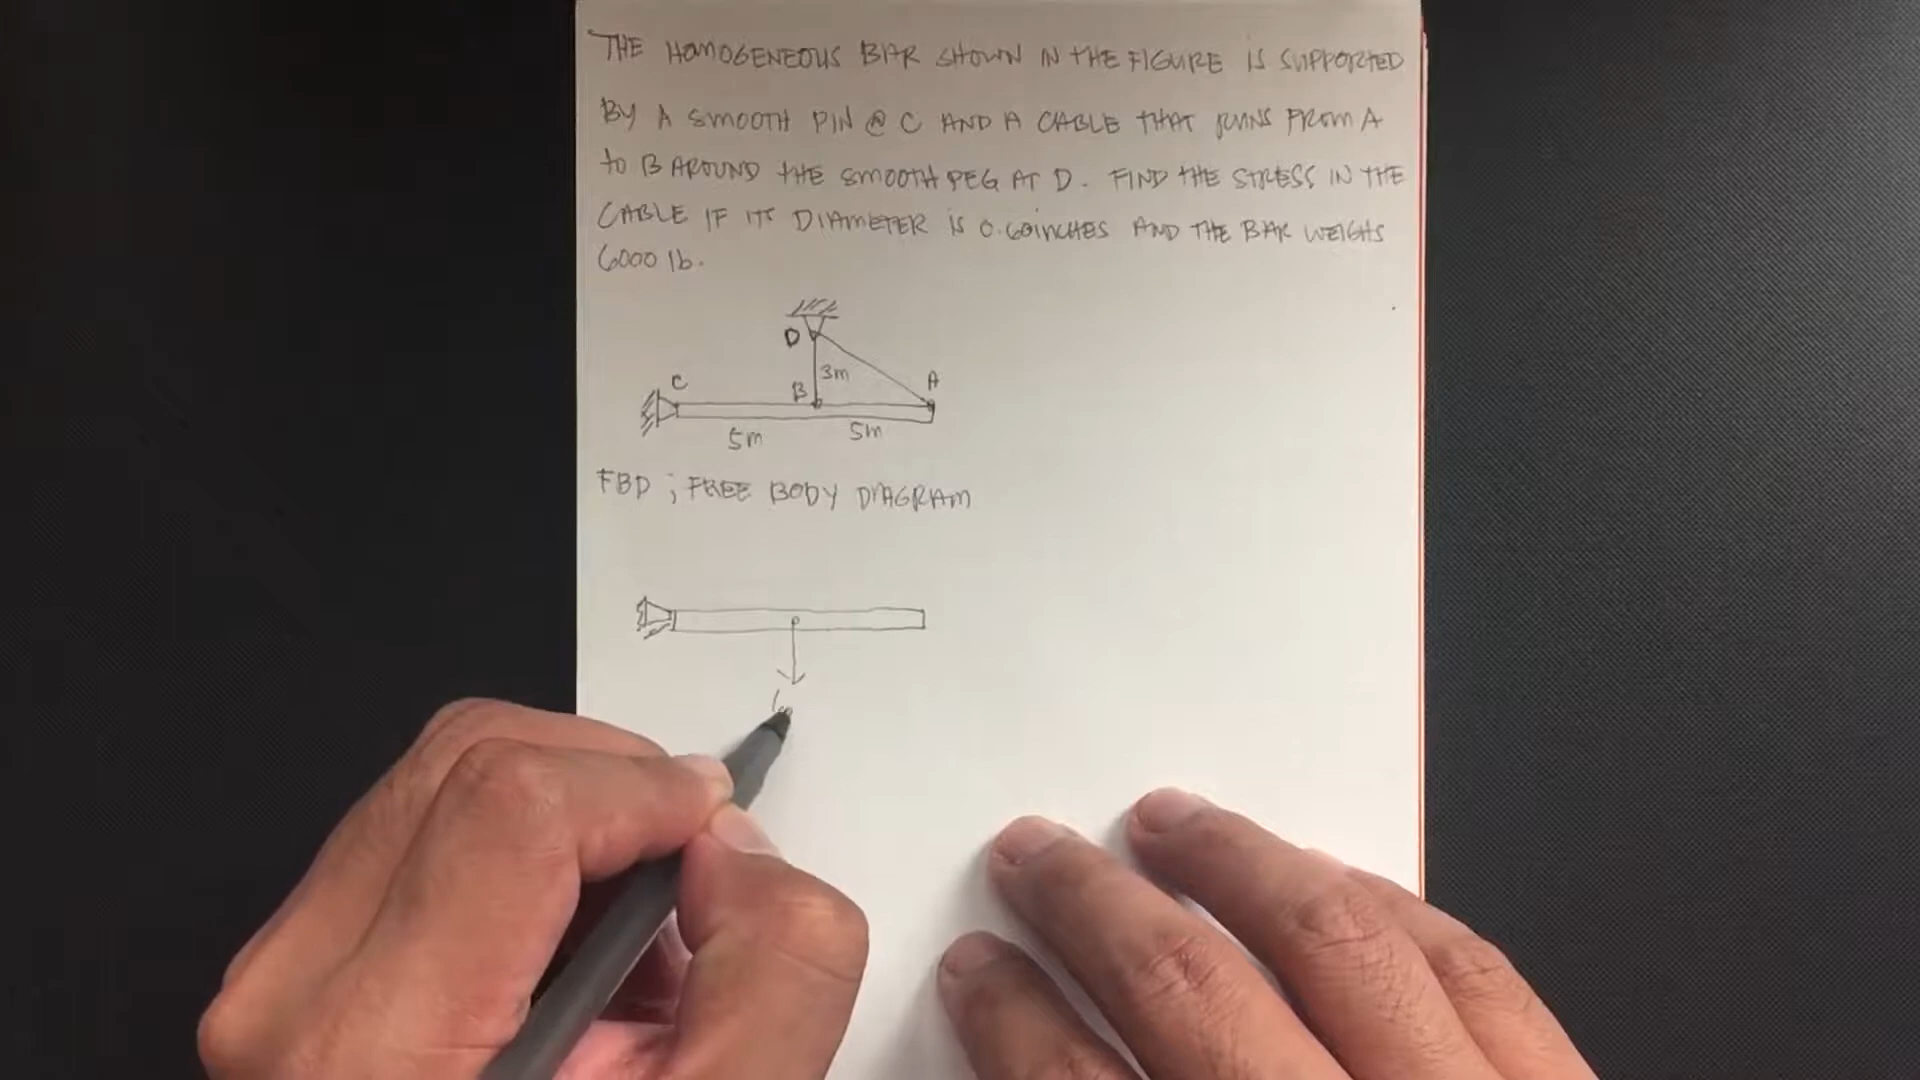 THE HOMOGENEOUS BAR SHOWN IN THE FIGURE IS SUPPORTED
BY A SMOOTH PIN @ C AND A CABLE THAT RUNS FROM A
to B AROUND THE SMOOTH PEG AT D. FIND THE STRESS IN THE
CABLE IF ITS DIAMETER IS 0.60INCHES AND THE BAR WEIGHS
6000 lb.
D
3m
C
B
A
5m
5m
FBD ; FREE BODY DIAGRAM